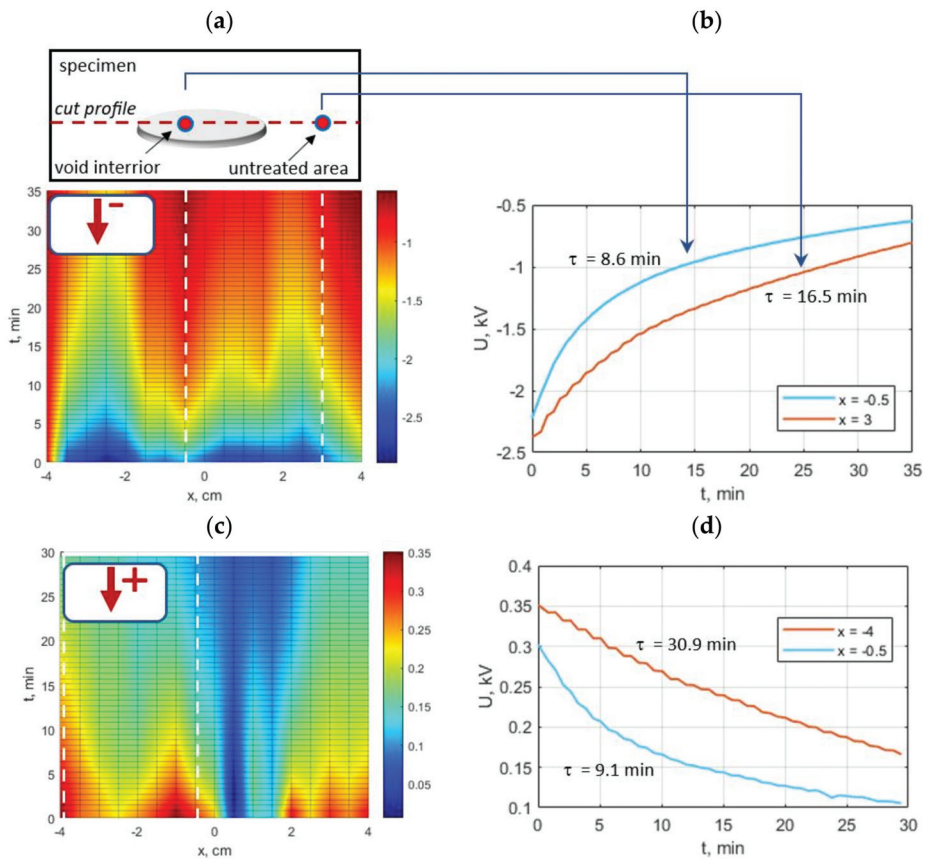 (a)
(b)
specimen
cut profile
void interrior
untreated area
35
30
25
20
15
10
5
0
t, min
-4
-2
0
2
4
x, cm
-
-1
-1.5
-2
-2.5
-0.5
-1
-1.5
-2
-2.5
U, kV
τ = 8.6 min
τ = 16.5 min
x = -0.5
x = 3
0
5
10
15
20
25
30
35
t, min
(c)
(d)
30
25
20
15
10
5
0
t, min
+
-4
-2
0
2
4
x, cm
0.35
0.30
0.25
0.20
0.15
0.10
0.05
0.4
0.35
0.3
0.25
0.2
0.15
0.1
U, kV
τ = 30.9 min
τ = 9.1 min
x = -4
x = -0.5
0
5
10
15
20
25
30
t, min